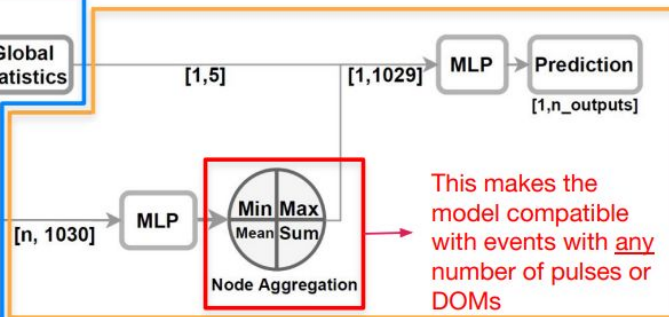 Global
atistics
[1,5]
[1,1029]
MLP
Prediction
[1,n_outputs]
[n, 1030]
MLP
Min Max
Mean Sum
Node Aggregation
This makes the
model compatible
with events with any
number of pulses or
DOMs